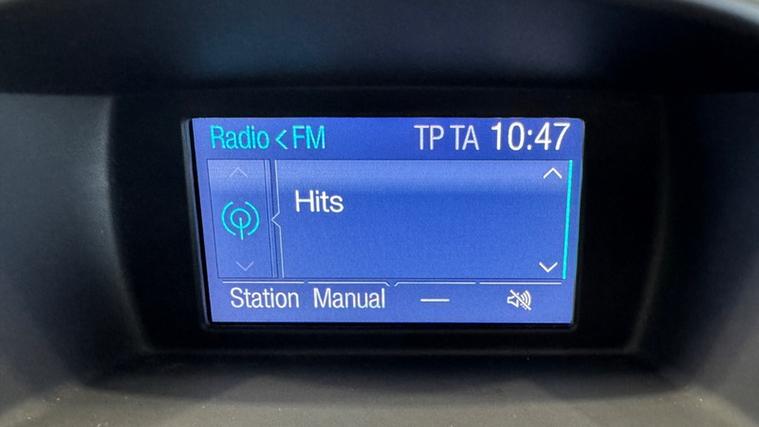 Radio < FM TP TA 10:47
Hits
Station Manual —